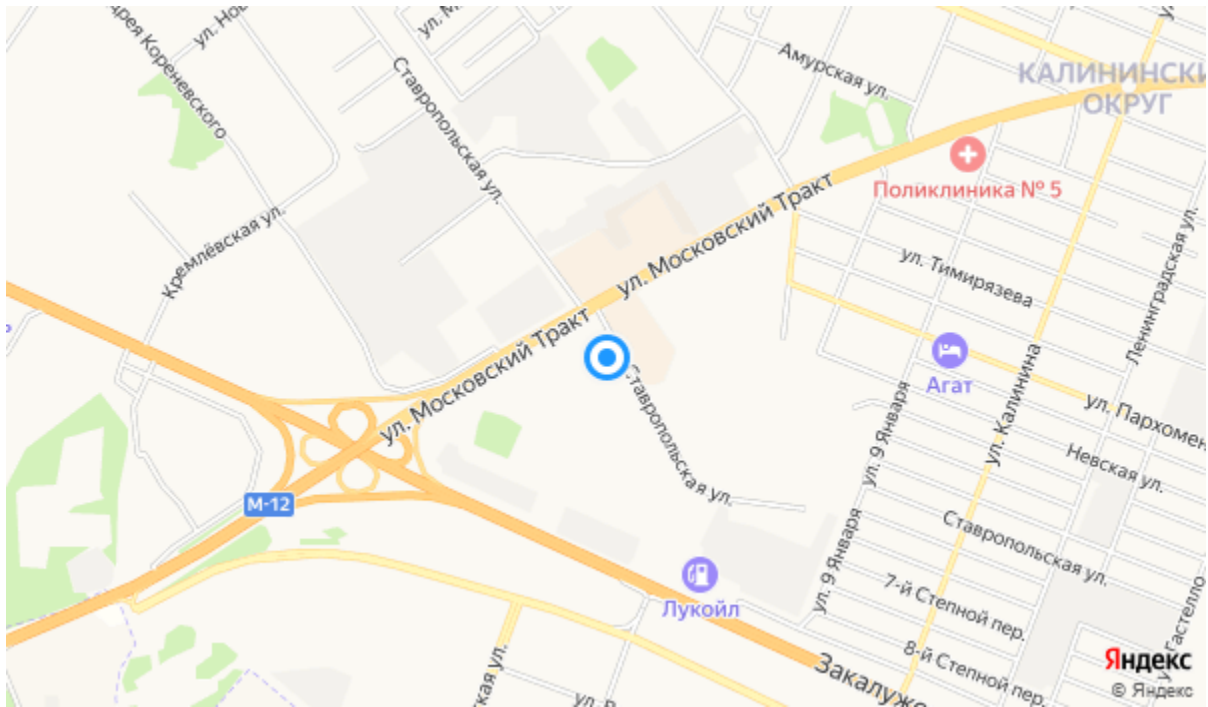 ул. Но
ул. М
Ставропольская ул.
Кореневского
Амурская ул.
КАЛИНИНСКИ
ОКРУГ
Поликлиника № 5
ул. Московский Тракт
Кремлёвская ул.
ул. Тимирязева
Ленинградская ул.
ул. Московский Тракт
Агат
ул. Калинина
ул. Пархомен
ул. 9 Января
Невская ул.
Ставропольская ул.
М-12
Ставропольская ул.
ул. 9 Января
Лукойл
7-й Степной пер.
Гастелло
8-й Степной пер.
Закалуж
Яндекс
© Яндекс